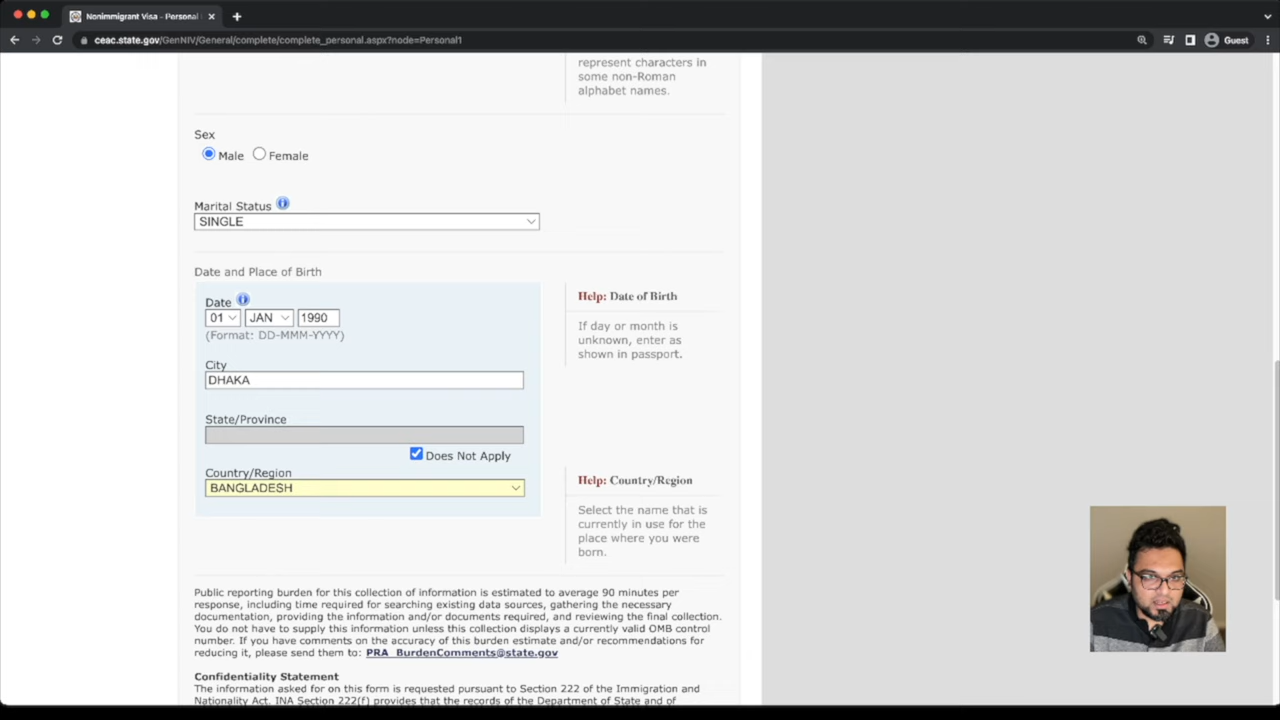 Nonimmigrant Visa - Personal
ceac.state.gov/GenNIV/General/complete/complete_personal.aspx?node=Personal1
Guest
represent characters in
some non-Roman
alphabet names.
Sex
Male Female
Marital Status
SINGLE
Date and Place of Birth
Date
01 JAN 1990
(Format: DD-MMM-YYYY)
Help: Date of Birth
If day or month is
unknown, enter as
shown in passport.
City
DHAKA
State/Province
Does Not Apply
Country/Region
BANGLADESH
Help: Country/Region
Select the name that is
currently in use for the
place where you were
born.
Public reporting burden for this collection of information is estimated to average 90 minutes per
response, including time required for searching existing data sources, gathering the necessary
documentation, providing the information and/or documents required, and reviewing the final collection.
You do not have to supply this information unless this collection displays a currently valid OMB control
number. If you have comments on the accuracy of this burden estimate and/or recommendations for
reducing it, please send them to: PRA_BurdenComments@state.gov
Confidentiality Statement
The information asked for on this form is requested pursuant to Section 222 of the Immigration and
Nationality Act. INA Section 222(f) provides that the records of the Department of State and of